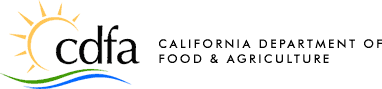 cdfa
CALIFORNIA DEPARTMENT OF
FOOD & AGRICULTURE